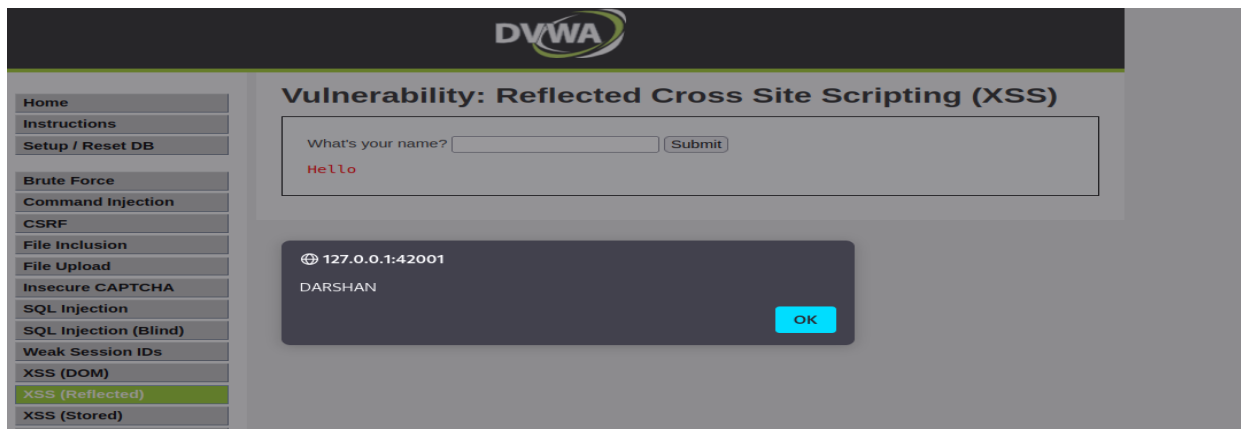 DVWA
Home
Instructions
Setup / Reset DB
Brute Force
Command Injection
CSRF
File Inclusion
File Upload
Insecure CAPTCHA
SQL Injection
SQL Injection (Blind)
Weak Session IDs
XSS (DOM)
XSS (Reflected)
XSS (Stored)
Vulnerability: Reflected Cross Site Scripting (XSS)
What's your name? Submit
Hello
127.0.0.1:42001
DARSHAN
OK